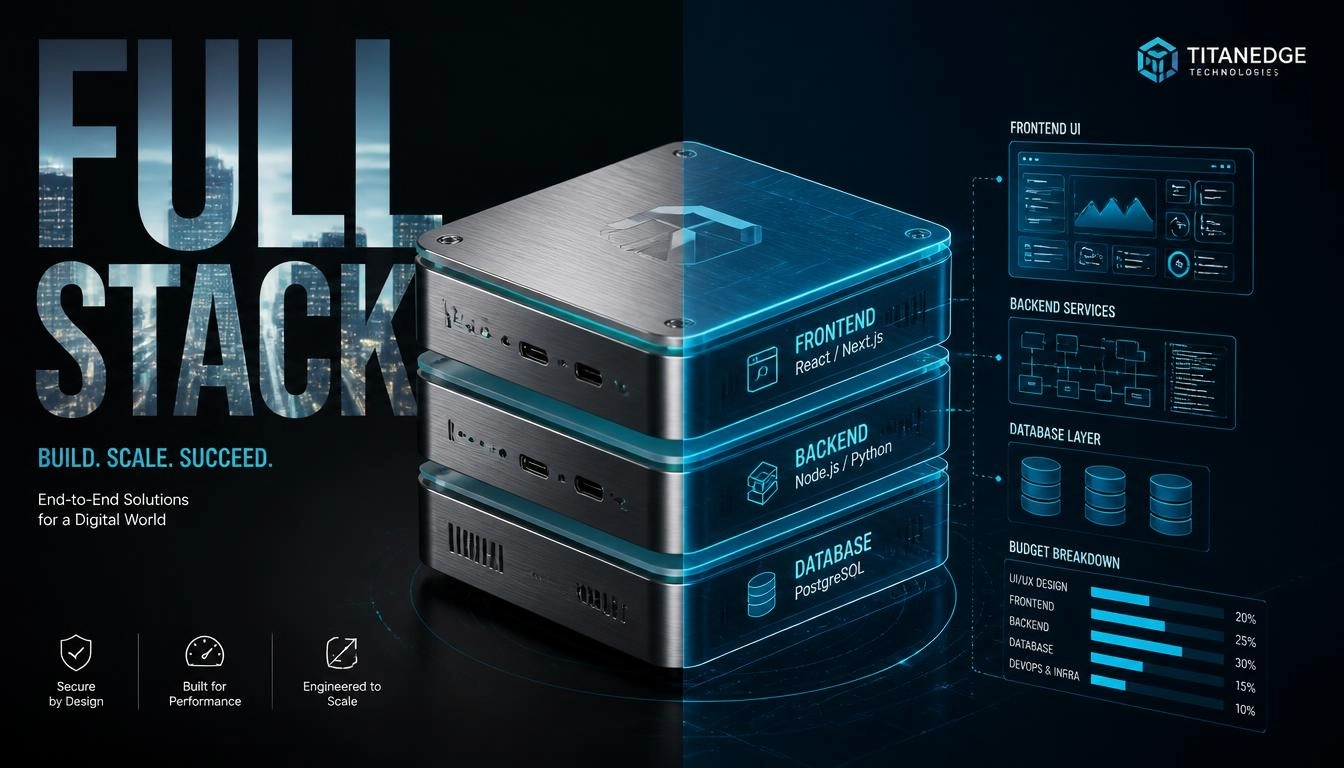 FULL
STACK
BUILD. SCALE. SUCCEED.
End-to-End Solutions
for a Digital World
Secure
by Design
Built for
Performance
Engineered to
Scale
FRONTEND
React / Next.js
BACKEND
Node.js / Python
DATABASE
PostgreSOL
TITANEDGE
TECHNOLOGIES
FRONTEND UI
BACKEND SERVICES
DATABASE LAYER
BUDGET BREAKDOWN
UI/UX DESIGN 20%
FRONTEND 25%
BACKEND 30%
DATABASE 15%
DEVOPS & INFRA 10%